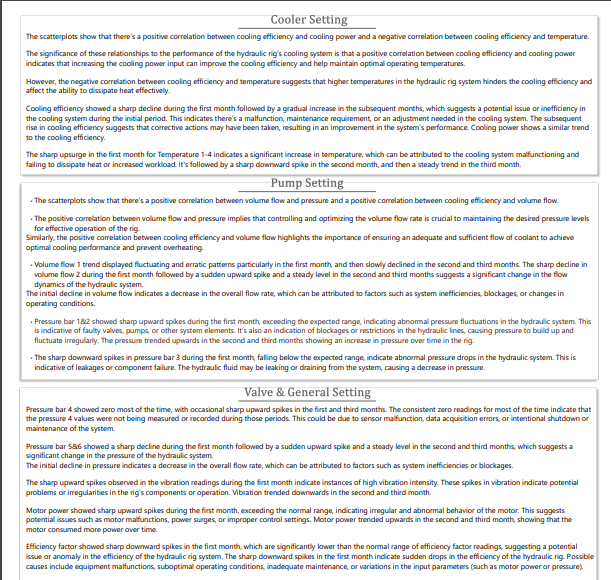 Cooler Setting
The scatterplots show that there's a positive correlation between cooling efficiency and cooling power and a negative correlation between cooling efficiency and temperature.
The significance of these relationships to the performance of the hydraulic rig's cooling system is that a positive correlation between cooling efficiency and cooling power
indicates that increasing the cooling power input can improve the cooling efficiency and help maintain optimal operating temperatures.
However, the negative correlation between cooling efficiency and temperature suggests that higher temperatures in the hydraulic rig system hinders the cooling efficiency and
affect the ability to dissipate heat effectively.
Cooling efficiency showed a sharp decline during the first month followed by a gradual increase in the subsequent months, which suggests a potential issue or inefficiency in
the cooling system during the initial period. This indicates there's a malfunction, maintenance requirement, or an adjustment needed in the cooling system. The subsequent
rise in cooling efficiency suggests that corrective actions may have been taken, resulting in an improvement in the system's performance. Cooling power shows a similar trend
to the cooling efficiency.
The sharp upsurge in the first month for Temperature 1-4 indicates a significant increase in temperature, which can be attributed to the cooling system malfunctioning and
failing to dissipate heat or increased workload. It's followed by a sharp downward spike in the second month, and then a steady trend in the third month.
Pump Setting
• The scatterplots show that there's a positive correlation between volume flow and pressure and a positive correlation between cooling efficiency and volume flow.
• The positive correlation between volume flow and pressure implies that controlling and optimizing the volume flow rate is crucial to maintaining the desired pressure levels
for effective operation of the rig.
Similarly, the positive correlation between cooling efficiency and volume flow highlights the importance of ensuring an adequate and sufficient flow of coolant to achieve
optimal cooling performance and prevent overheating.
• Volume flow 1 trend displayed fluctuating and erratic patterns particularly in the first month, and then slowly declined in the second and third months. The sharp decline in
volume flow 2 during the first month followed by a sudden upward spike and a steady level in the second and third months suggests a significant change in the flow
dynamics of the hydraulic system.
The initial decline in volume flow indicates a decrease in the overall flow rate, which can be attributed to factors such as system inefficiencies, blockages, or changes in
operating conditions.
• Pressure bar 1&2 showed sharp upward spikes during the first month, exceeding the expected range, indicating abnormal pressure fluctuations in the hydraulic system. This
is indicative of faulty valves, pumps, or other system elements. It's also an indication of blockages or restrictions in the hydraulic lines, causing pressure to build up and
fluctuate irregularly. The pressure trended upwards in the second and third months showing an increase in pressure over time in the rig.
• The sharp downward spikes in pressure bar 3 during the first month, falling below the expected range, indicate abnormal pressure drops in the hydraulic system. This is
indicative of leakages or component failure. The hydraulic fluid may be leaking or draining from the system, causing a decrease in pressure.
Valve & General Setting
Pressure bar 4 showed zero most of the time, with occasional sharp upward spikes in the first and third months. The consistent zero readings for most of the time indicate that
the pressure 4 values were not being measured or recorded during those periods. This could be due to sensor malfunction, data acquisition errors, or intentional shutdown or
maintenance of the system.
Pressure bar 5&6 showed a sharp decline during the first month followed by a sudden upward spike and a steady level in the second and third months, which suggests a
significant change in the pressure of the hydraulic system.
The initial decline in pressure indicates a decrease in the overall flow rate, which can be attributed to factors such as system inefficiencies or blockages.
The sharp upward spikes observed in the vibration readings during the first month indicate instances of high vibration intensity. These spikes in vibration indicate potential
problems or irregularities in the rig's components or operation. Vibration trended downwards in the second and third month.
Motor power showed sharp upward spikes during the first month, exceeding the normal range, indicating irregular and abnormal behavior of the motor. This suggests
potential issues such as motor malfunctions, power surges, or improper control settings. Motor power trended upwards in the second and third month, showing that the
motor consumed more power over time.
Efficiency factor showed sharp downward spikes in the first month, which are significantly lower than the normal range of efficiency factor readings, suggesting a potential
issue or anomaly in the efficiency of the hydraulic rig system. The sharp downward spikes in the first month indicate sudden drops in the efficiency of the hydraulic rig. Possible
causes include equipment malfunctions, suboptimal operating conditions, inadequate maintenance, or variations in the input parameters (such as motor power or pressure).